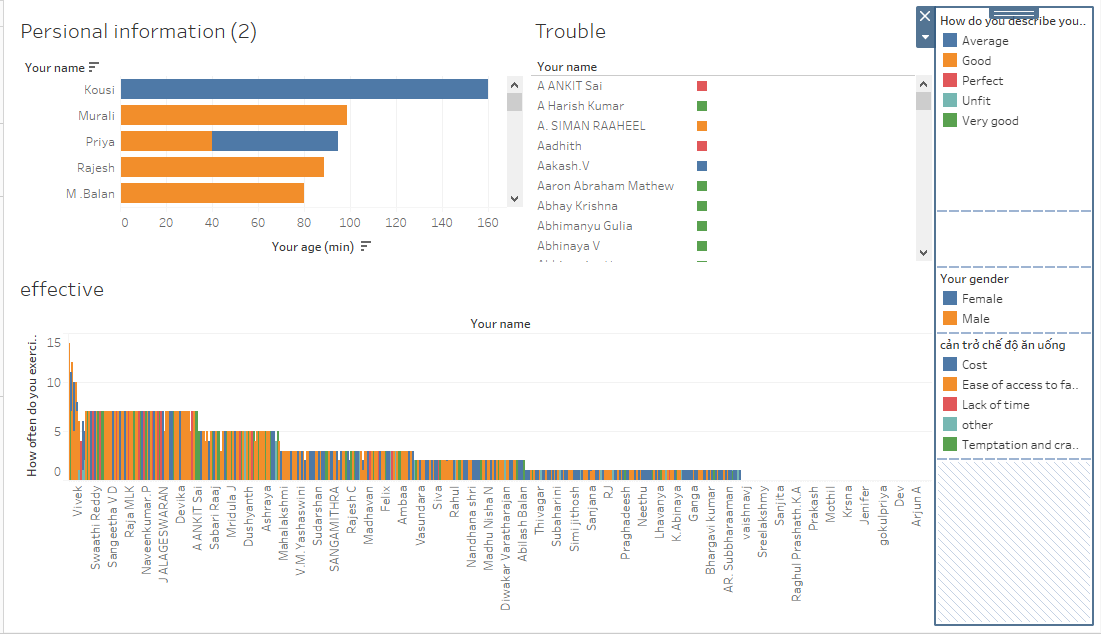 Persional information (2)
Your name
Kousi
Murali
Priya
Rajesh
M .Balan
0 20 40 60 80 100 120 140 160
Your age (min)
Trouble
Your name
A ANKIT Sai
A Harish Kumar
A. SIMAN RAAHEEL
Aadhith
Aakash.V
Aaron Abraham Mathew
Abhay Krishna
Abhimanyu Gulia
Abhinaya V
effective
Your name
How often do you exerci..
15
10
5
0
Vivek
Swaathi Reddy
Sangeetha V D
Raja MLK
Naveenkumar.P
J ALAGESWARAN
Devika
A ANKIT Sai
Sabari Raaj
Mridula J
Dushyanth
Ashraya
Mahalakshmi
V.M.Yashaswini
Sudarshan
SANGAMITHRA
Rajesh C
Madhavan
Felix
Ambaa
Vasundara
Siva
Rahul
Nandhana shri
Madhu Nisha N
Diwakar Varatharajan
Abilash Balan
Thivagar
Subaharini
Simi jithosh
Sanjana
RJ
Praghadeesh
Neethu
Lhavanya
K.Abinaya
Ganga
Bhargavi kumar
AR. Subbharaaman
vaishnavj
Sreelakshmy
Sanjita
Raghul Prashath.K.A
Prakash
Mothil
Krsna
Jenifer
gokulpriya
Dev
Arjun A
How do you describe you..
Average
Good
Perfect
Unfit
Very good
Your gender
Female
Male
cản trở chế độ ăn uống
Cost
Ease of access to fa..
Lack of time
other
Temptation and cra..